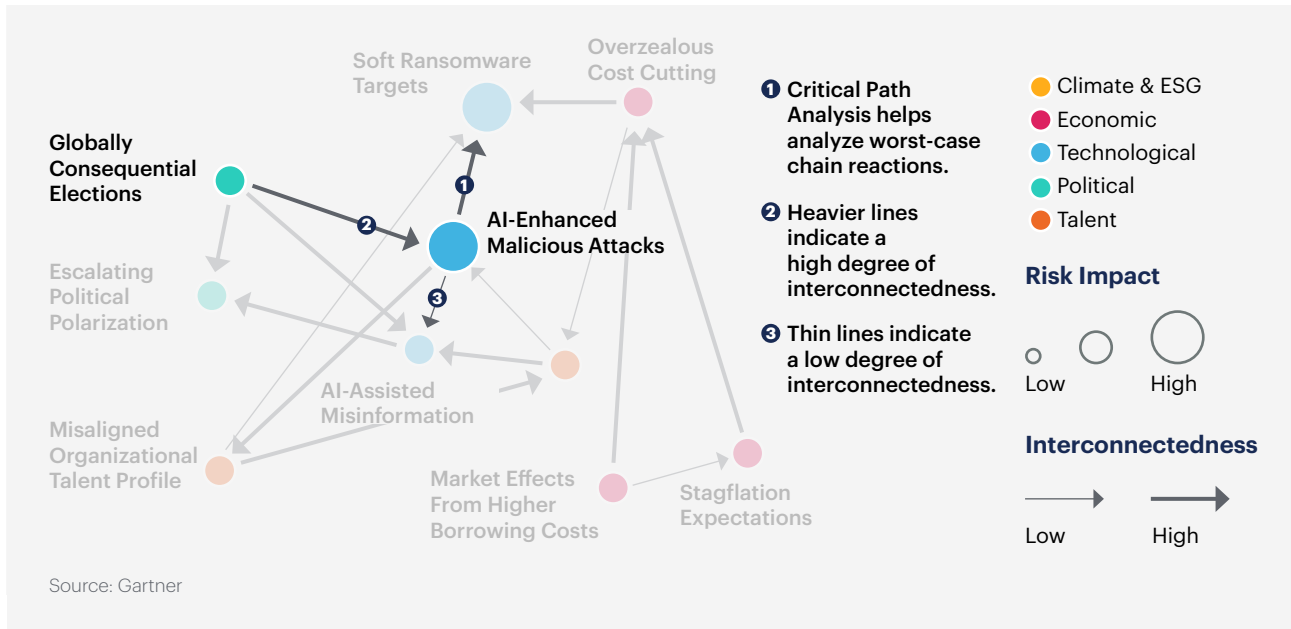 Soft Ransomware
Targets
Overzealous
Cost Cutting
Globally
Consequential
Elections
AI-Enhanced
Malicious Attacks
Escalating
Political
Polarization
AI-Assisted
Misinformation
Misaligned
Organizational
Talent Profile
Market Effects
From Higher
Borrowing Costs
Stagflation
Expectations
1
2
3
1 Critical Path
Analysis helps
analyze worst-case
chain reactions.
2 Heavier lines
indicate a
high degree of
interconnectedness.
3 Thin lines indicate
a low degree of
interconnectedness.
Climate & ESG
Economic
Technological
Political
Talent
Risk Impact
Low High
Interconnectedness
Low High
Source: Gartner